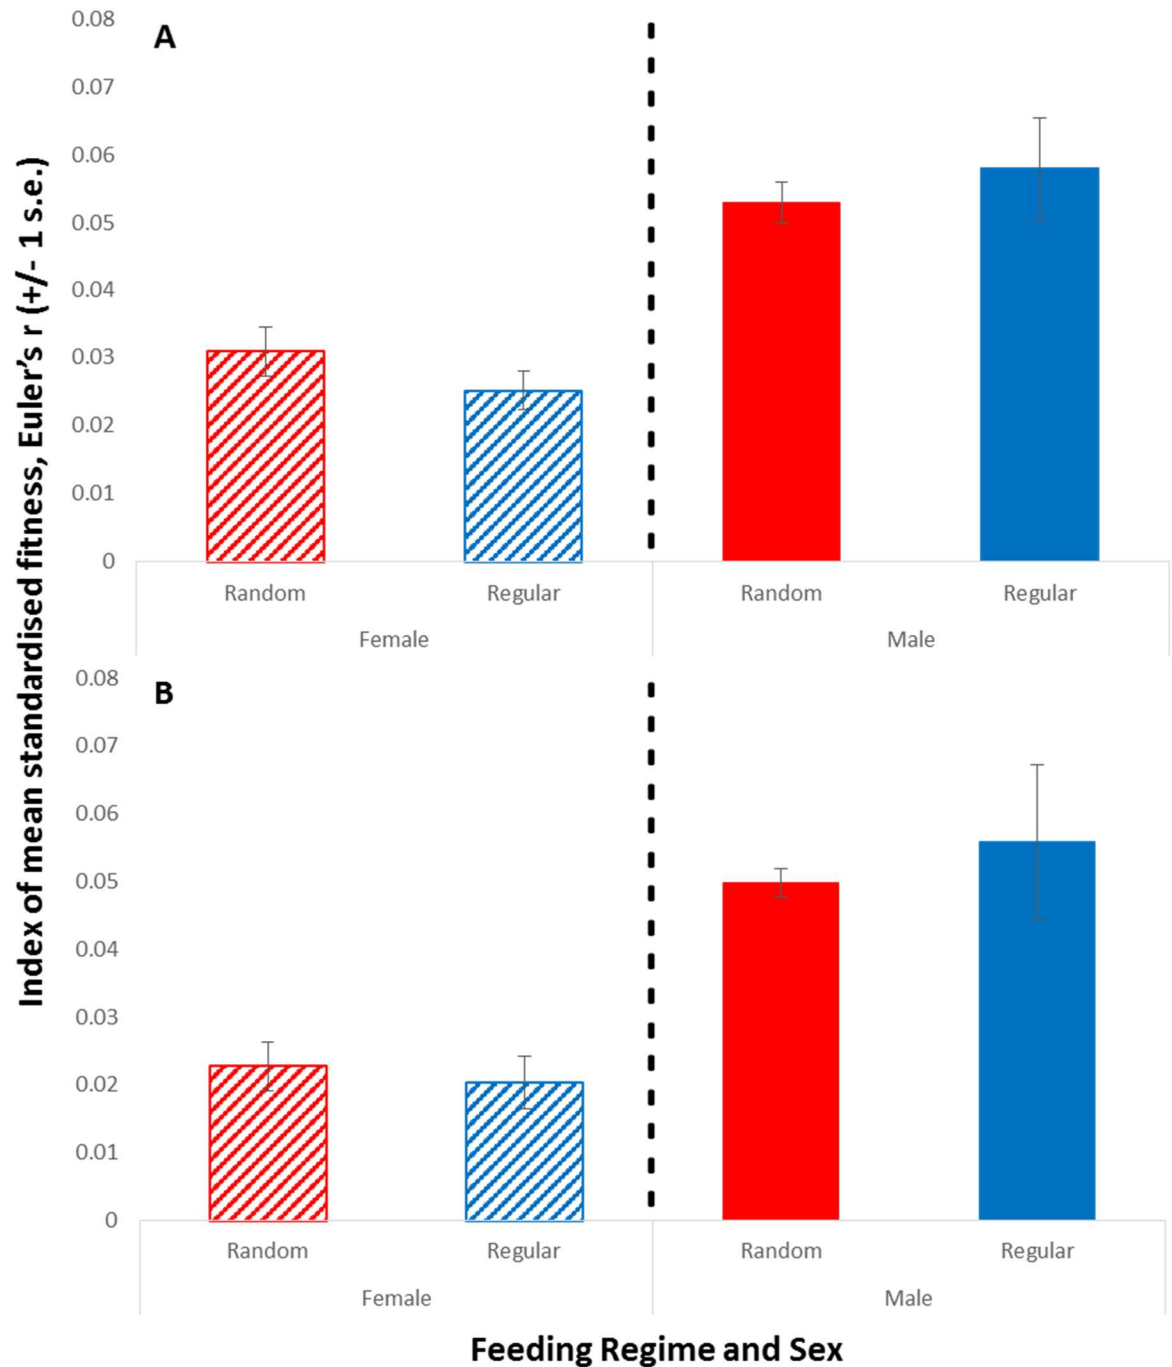 Index of mean standardised fitness, Euler’s r (+/- 1 s.e.)
A
0.08
0.07
0.06
0.05
0.04
0.03
0.02
0.01
0
Random Regular Random Regular
Female Male
B
0.08
0.07
0.06
0.05
0.04
0.03
0.02
0.01
0
Random Regular Random Regular
Female Male
Feeding Regime and Sex